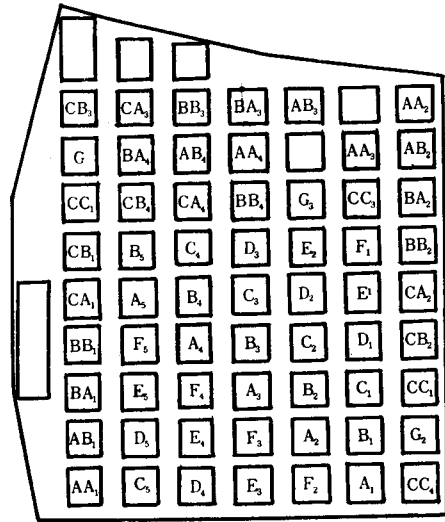 CB₃ CA₃ BB₃ BA₃ AB₃ AA₂
G BA₄ AB₄ AA₄ AA₃ AB₂
CC₁ CB₄ CA₄ BB₄ G₃ CC₃ BA₂
CB₁ B₅ C₄ D₃ E₂ F₁ BB₂
CA₁ A₅ B₄ C₃ D₂ E¹ CA₂
BB₁ F₅ A₄ B₃ C₂ D₁ CB₂
BA₁ E₅ F₄ A₃ B₂ C₁ CC₁
AB₁ D₅ E₄ F₃ A₂ B₁ G₂
AA₁ C₅ D₄ E₃ F₂ A₁ CC₄